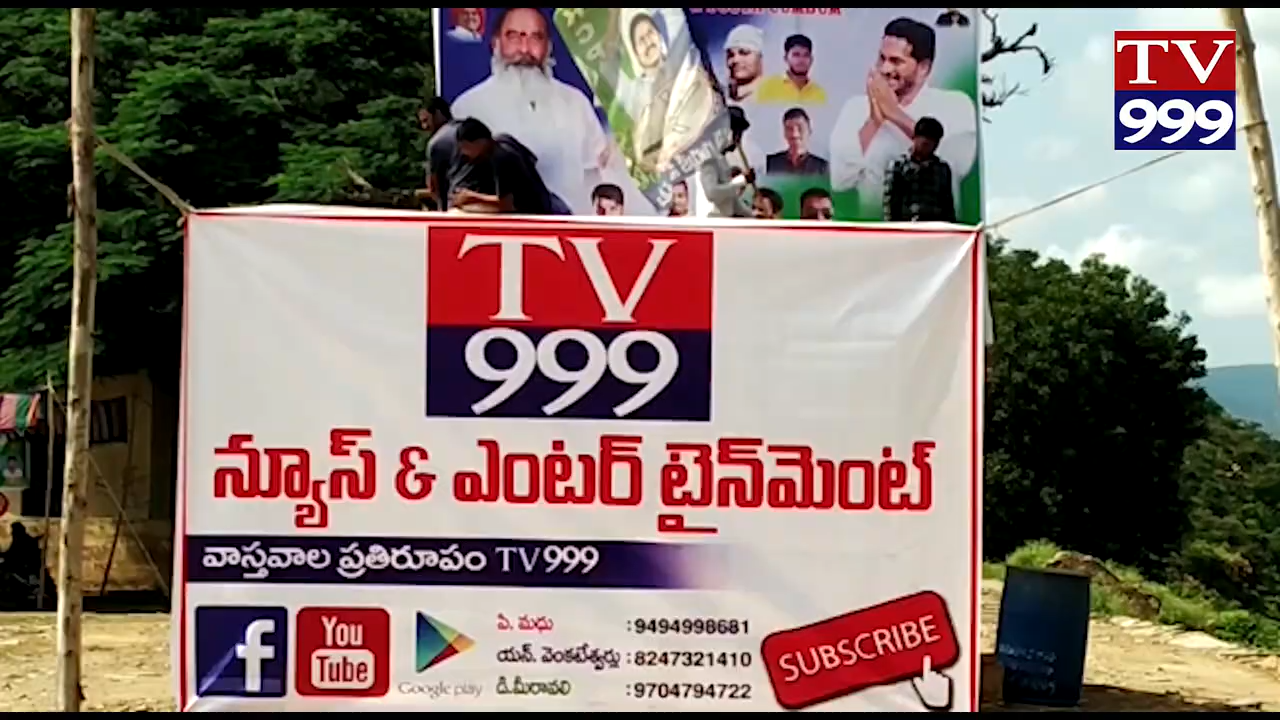 TV
999
TV
999
న్యూస్ & ఎంటర్ టైన్‌మెంట్
వాస్తవాల ప్రతిరూపం TV999
f
You
Tube
Google play
ఏ. మధు :9494998681
యన్. వెంకటేశ్వర్లు :8247321410
డి.మీరావలి :9704794722
SUBSCRIBE